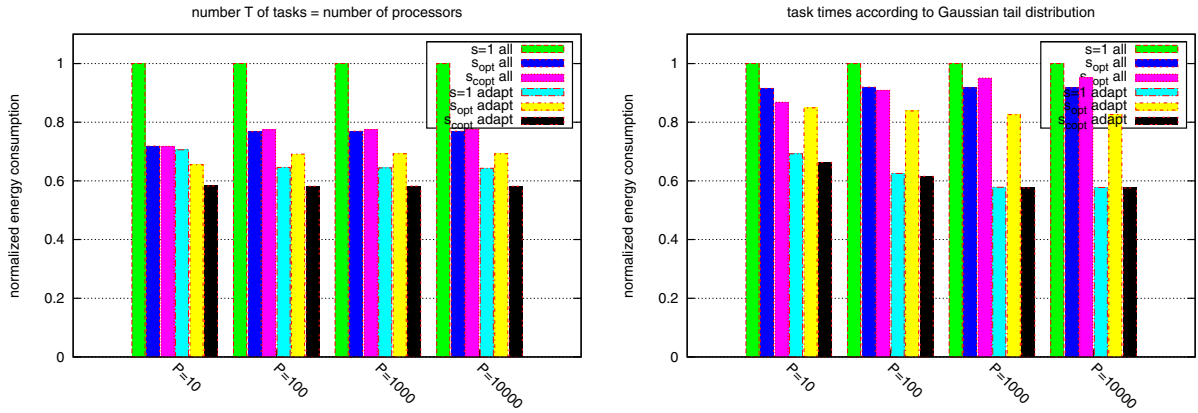 number T of tasks = number of processors
normalized energy consumption
1
0.8
0.6
0.4
0.2
0
s=1 all
s_opt all
s_copt all
s=1 adapt
s_opt adapt
s_copt adapt
P=10
P=100
P=1000
P=10000
task times according to Gaussian tail distribution
normalized energy consumption
1
0.8
0.6
0.4
0.2
0
s=1 all
s_opt all
s_copt all
s=1 adapt
s_opt adapt
s_copt adapt
P=10
P=100
P=1000
P=10000